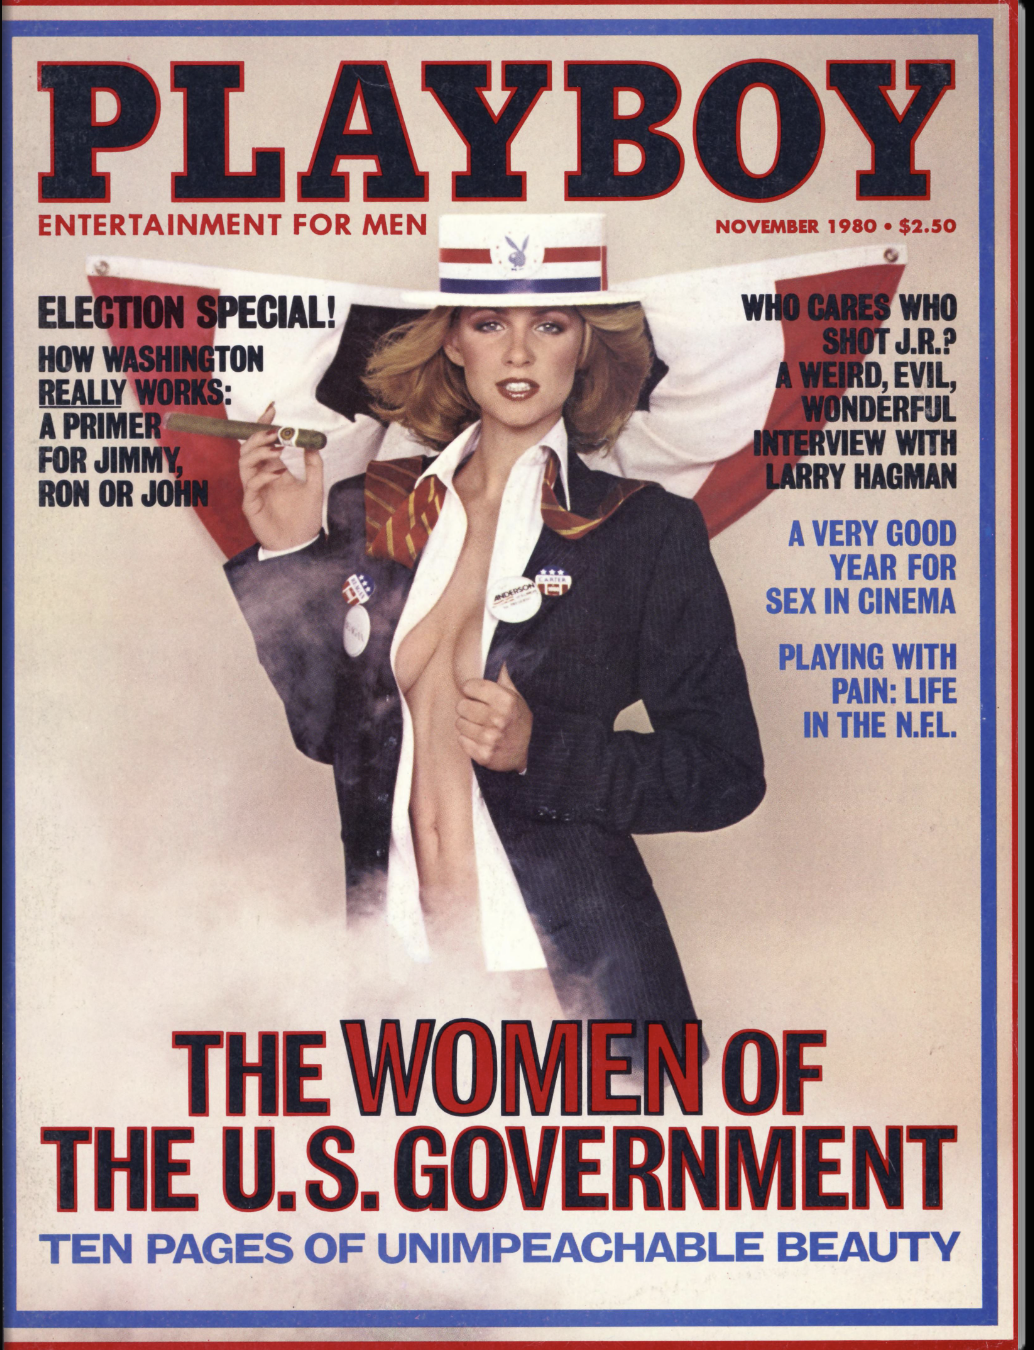 PLAYBOY
ENTERTAINMENT FOR MEN
NOVEMBER 1980 • $2.50
ELECTION SPECIAL!
HOW WASHINGTON
REALLY WORKS:
A PRIMER
FOR JIMMY,
RON OR JOHN
WHO CARES WHO
SHOT J.R.?
A WEIRD, EVIL,
WONDERFUL
INTERVIEW WITH
LARRY HAGMAN
A VERY GOOD
YEAR FOR
SEX IN CINEMA
PLAYING WITH
PAIN: LIFE
IN THE N.F.L.
ANDERSON
CARTER
THE WOMEN OF
THE U.S. GOVERNMENT
TEN PAGES OF UNIMPEACHABLE BEAUTY